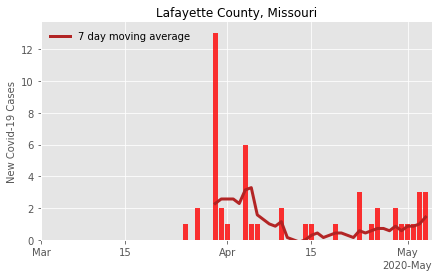 Lafayette County, Missouri
7 day moving average
New Covid-19 Cases
12
10
8
6
4
2
0
Mar 15 Apr 15 May
2020-May